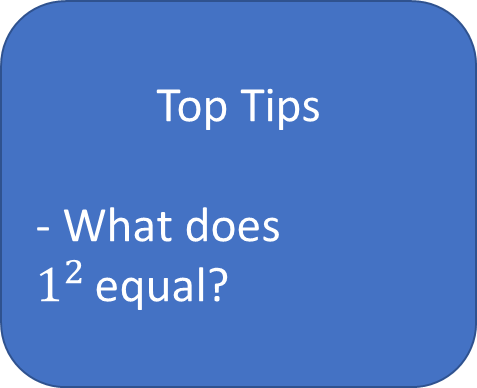 Top Tips
- What does
1² equal?